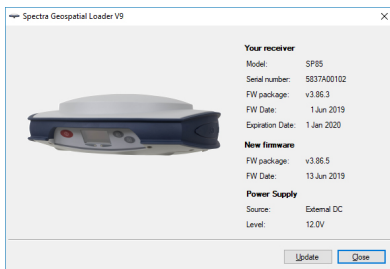 Spectra Geospatial Loader V9
Your receiver
Model: SP85
Serial number: 5837A00102
FW package: v3.86.3
FW Date: 1 Jun 2019
Expiration Date: 1 Jan 2020
New firmware
FW package: v3.86.5
FW Date: 13 Jun 2019
Power Supply
Source: External DC
Level: 12.0V
Update Close